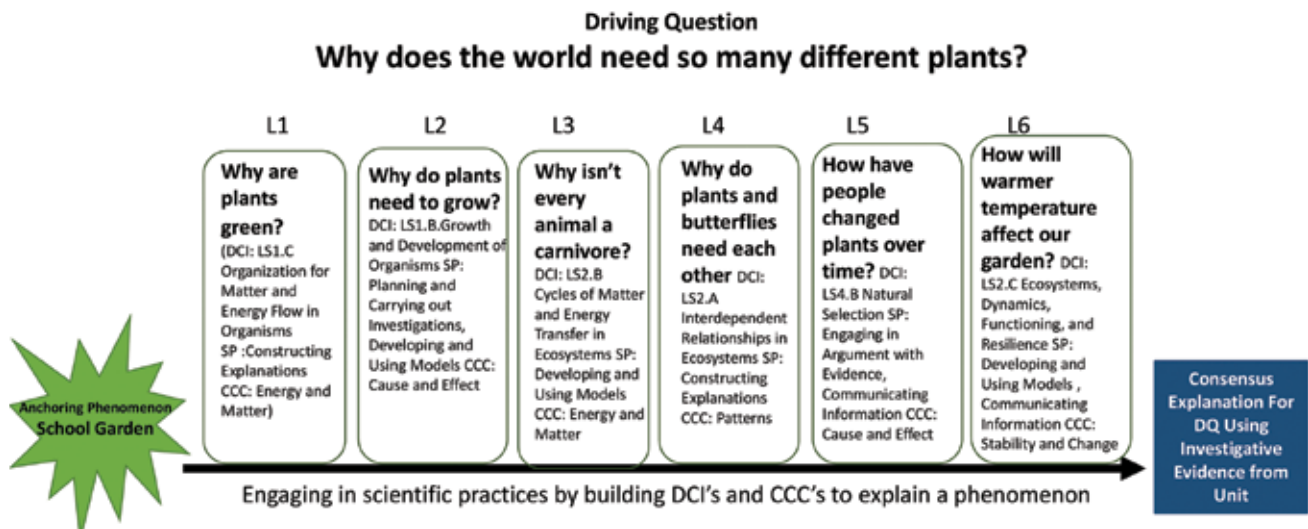 Driving Question
Why does the world need so many different plants?
L1
Why are
plants
green?
(DCI: LS1.C
Organization for
Matter and
Energy Flow in
Organisms
SP :Constructing
Explanations
CCC: Energy and
Matter)
L2
Why do plants
need to grow?
DCI: LS1.B.Growth
and Development of
Organisms SP:
Planning and
Carrying out
Investigations,
Developing and
Using Models CCC:
Cause and Effect
L3
Why isn't
every
animal a
carnivore?
DCI: LS2.B
Cycles of Matter
and Energy
Transfer in
Ecosystems SP:
Developing and
Using Models
CCC: Energy and
Matter
L4
Why do
plants and
butterflies
need each
other DCI:
LS2.A
Interdependent
Relationships in
Ecosystems SP:
Constructing
Explanations
CCC: Patterns
L5
How have
people
changed
plants over
time? DCI:
LS4.B Natural
Selection SP:
Engaging in
Argument with
Evidence,
Communicating
Information CCC:
Cause and Effect
L6
How will
warmer
temperature
affect our
garden? DCI:
LS2.C Ecosystems,
Dynamics,
Functioning, and
Resilience SP:
Developing and
Using Models ,
Communicating
Information CCC:
Stability and Change
Anchoring Phenomenon
School Garden
Consensus
Explanation For
DQ Using
Investigative
Evidence from
Unit
Engaging in scientific practices by building DCI's and CCC's to explain a phenomenon